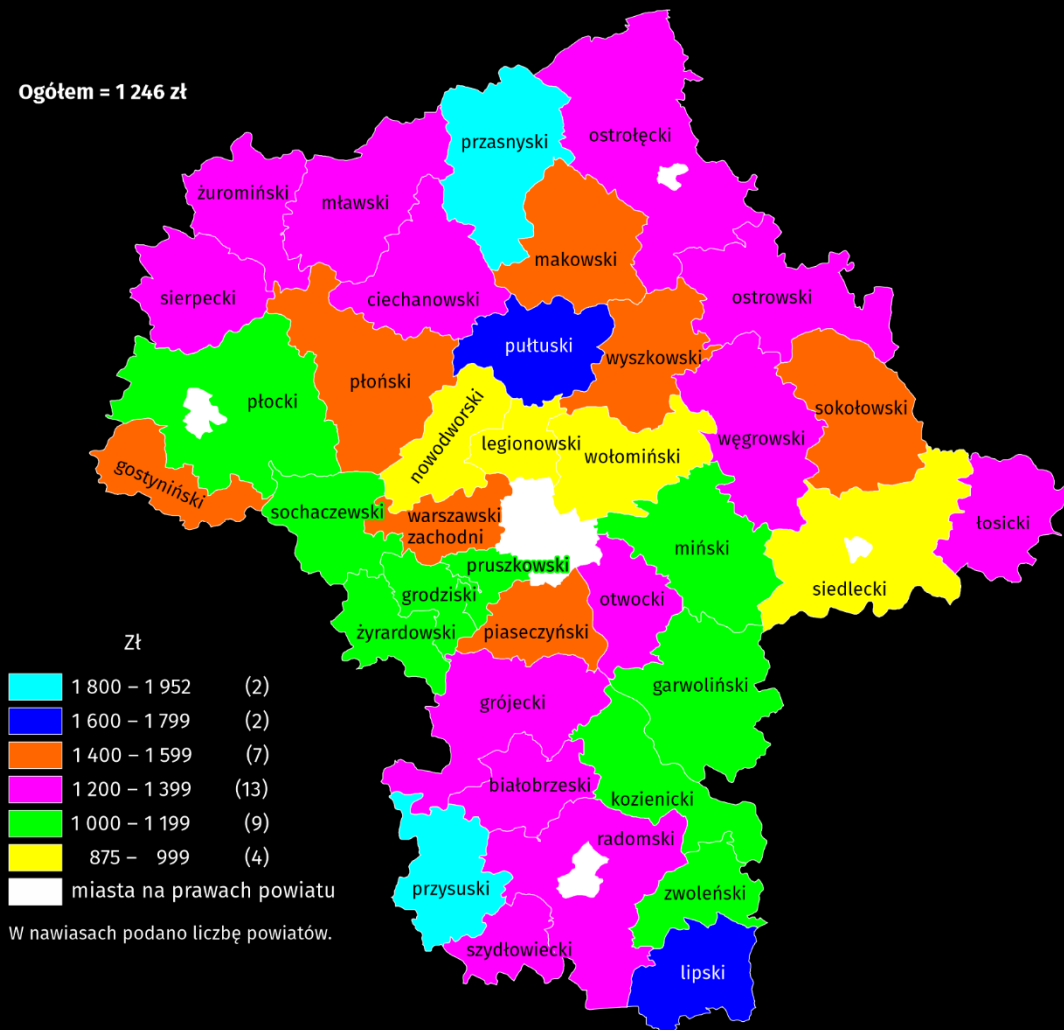 Ogółem = 1 246 zł
przasnyski
ostrołęcki
żuromiński
mławski
makowski
sierpecki
ciechanowski
ostrowski
pułtuski
wyszkowski
płoński
płocki
sokołowski
nowodworski
legionowski
węgrowski
wołomiński
gostyniński
sochaczewski
warszawski
zachodni
łosicki
miński
pruszkowski
siedlecki
grodziski
otwocki
żyrardowski
piaseczyński
garwoliński
grójecki
białobrzeski
kozienicki
radomski
przysuski
zwoleński
szydłowiecki
lipski
Zł
1 800 – 1 952 (2)
1 600 – 1 799 (2)
1 400 – 1 599 (7)
1 200 – 1 399 (13)
1 000 – 1 199 (9)
875 – 999 (4)
miasta na prawach powiatu
W nawiasach podano liczbę powiatów.